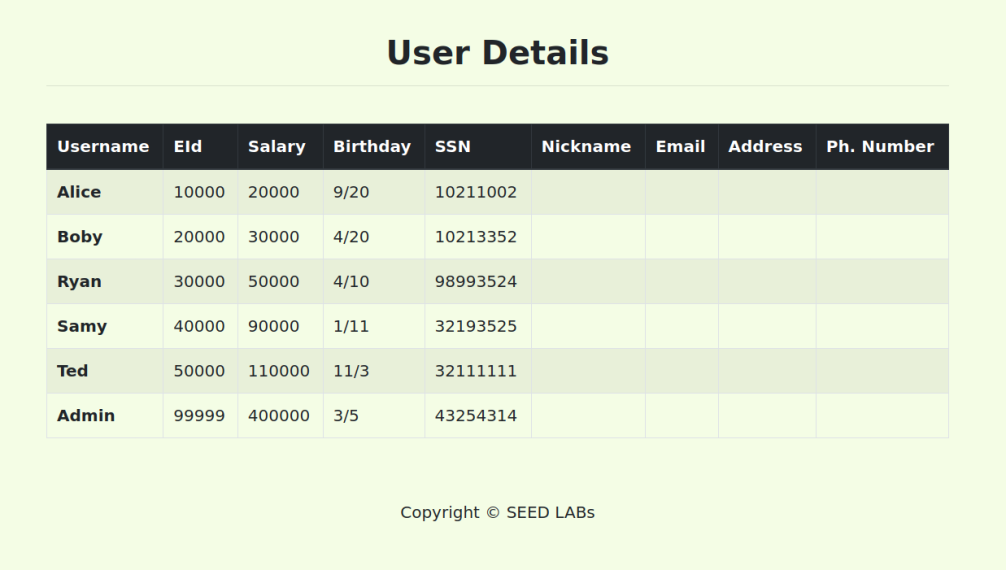 User Details
Username EId Salary Birthday SSN Nickname Email Address Ph. Number
Alice 10000 20000 9/20 10211002
Boby 20000 30000 4/20 10213352
Ryan 30000 50000 4/10 98993524
Samy 40000 90000 1/11 32193525
Ted 50000 110000 11/3 32111111
Admin 99999 400000 3/5 43254314
Copyright © SEED LABs